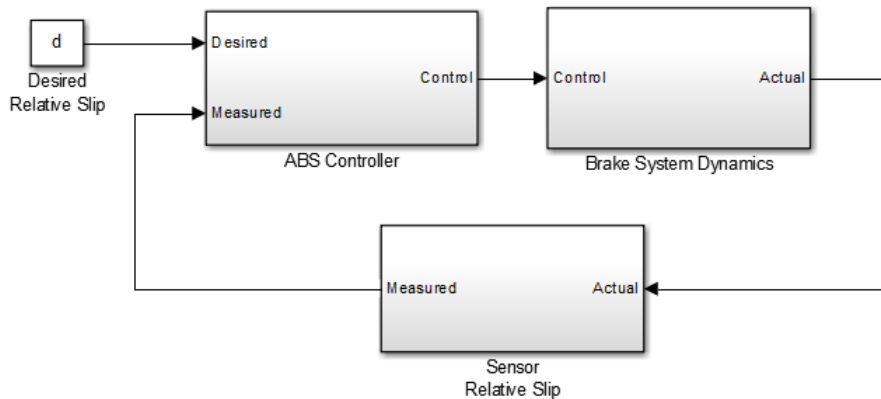 d
Desired
Relative Slip
Desired
Measured
Control
ABS Controller
Control
Actual
Brake System Dynamics
Measured
Actual
Sensor
Relative Slip